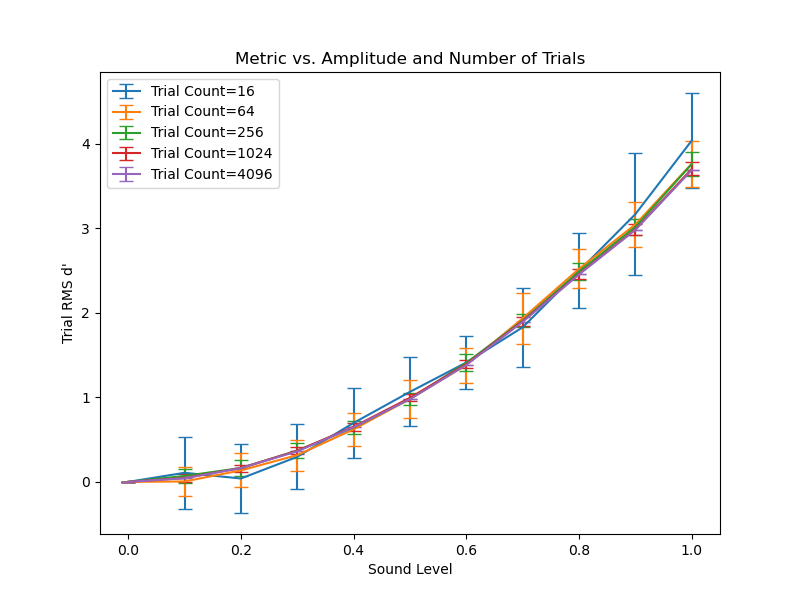 Metric vs. Amplitude and Number of Trials
Trial Count=16
Trial Count=64
Trial Count=256
Trial Count=1024
Trial Count=4096
Trial RMS d'
4
3
2
1
0
0.0 0.2 0.4 0.6 0.8 1.0
Sound Level